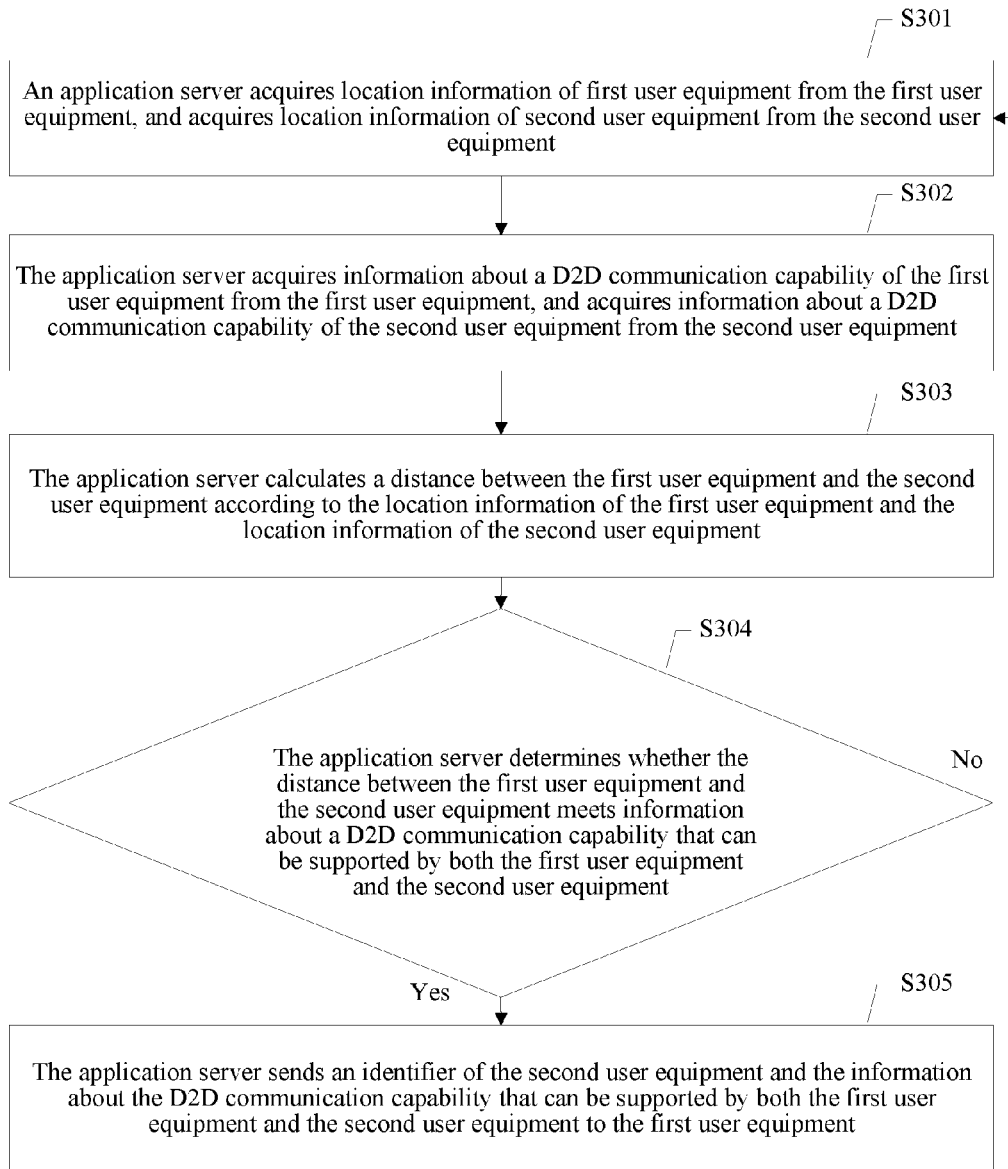 S301
An application server acquires location information of first user equipment from the first user
equipment, and acquires location information of second user equipment from the second user
equipment
S302
The application server acquires information about a D2D communication capability of the first
user equipment from the first user equipment, and acquires information about a D2D
communication capability of the second user equipment from the second user equipment
S303
The application server calculates a distance between the first user equipment and the second
user equipment according to the location information of the first user equipment and the
location information of the second user equipment
S304
The application server determines whether the
distance between the first user equipment and
the second user equipment meets information
about a D2D communication capability that can
be supported by both the first user equipment
and the second user equipment
No
Yes
S305
The application server sends an identifier of the second user equipment and the information
about the D2D communication capability that can be supported by both the first user
equipment and the second user equipment to the first user equipment